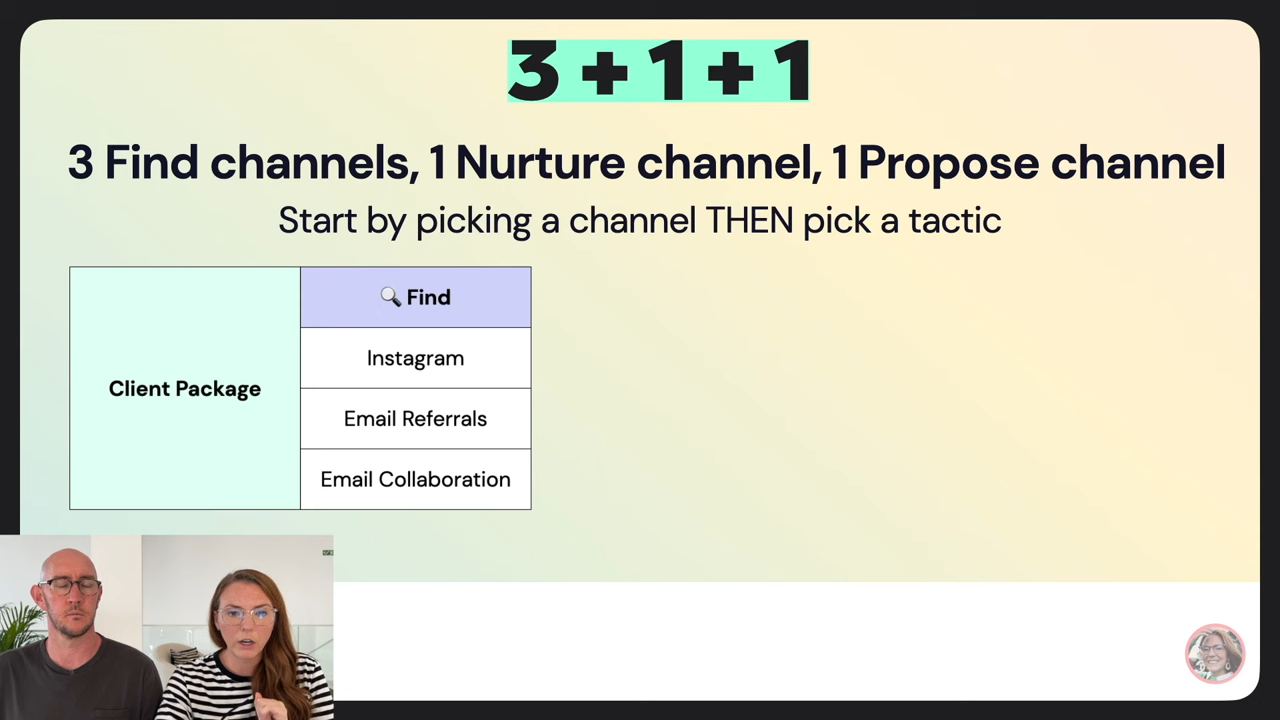 3 + 1 + 1
3 Find channels, 1 Nurture channel, 1 Propose channel
Start by picking a channel THEN pick a tactic
Client Package
🔍 Find
Instagram
Email Referrals
Email Collaboration